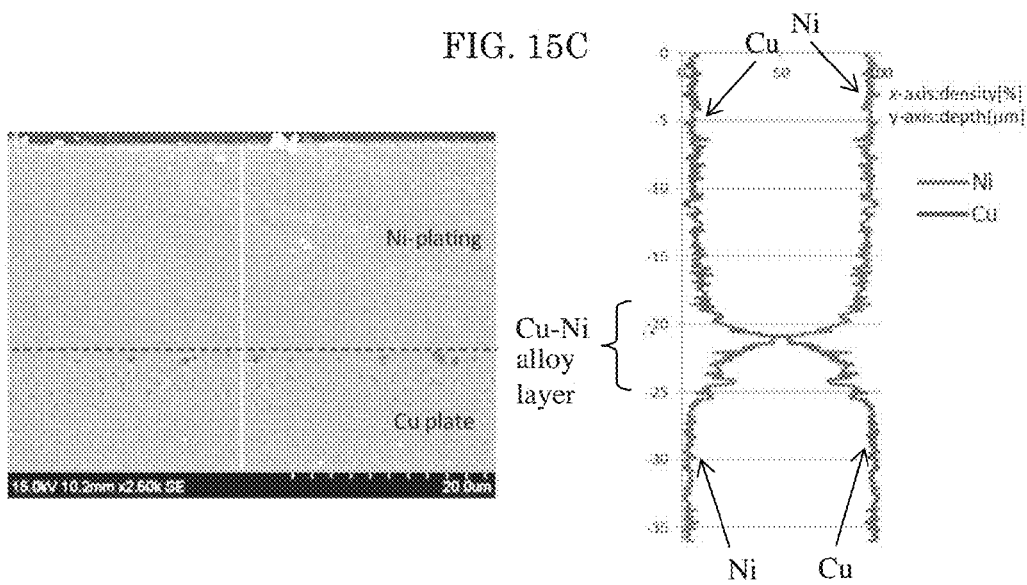 FIG. 15C
Cu
Ni
0
50
x-axis:density[%]
y-axis:depth[μm]
-5
-10
-15
-20
-25
-30
-35
Ni
Cu
Ni-plating
Cu plate
15.0kV 10.2mm x2.60k SE
20.0um
Cu-Ni
alloy
layer
Ni
Cu